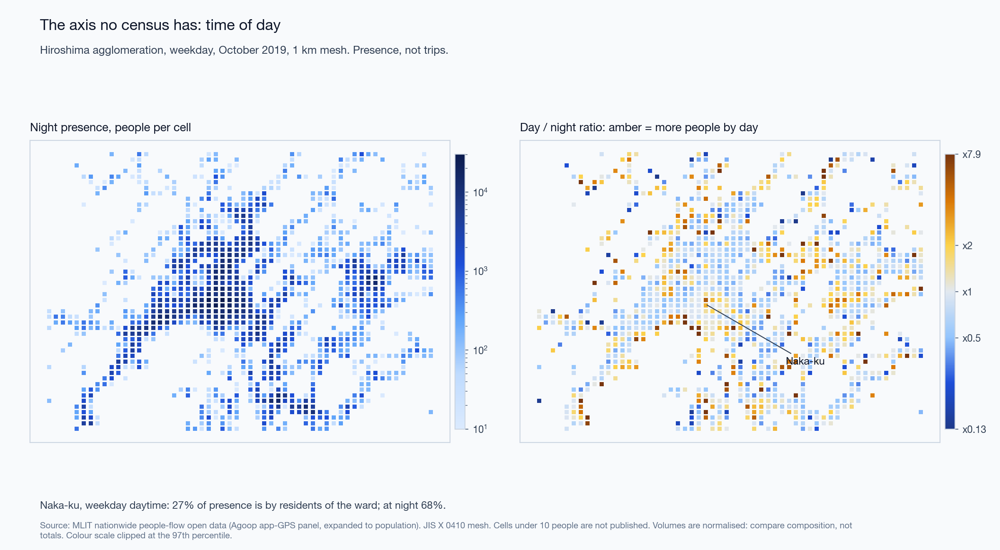 The axis no census has: time of day
Hiroshima agglomeration, weekday, October 2019, 1 km mesh. Presence, not trips.
Night presence, people per cell
10⁴
10³
10²
10¹
Day / night ratio: amber = more people by day
x7.9
x2
x1
x0.5
x0.13
Naka-ku
Naka-ku, weekday daytime: 27% of presence is by residents of the ward; at night 68%.
Source: MLIT nationwide people-flow open data (Agoop app-GPS panel, expanded to population). JIS X 0410 mesh. Cells under 10 people are not published. Volumes are normalised: compare composition, not
totals. Colour scale clipped at the 97th percentile.